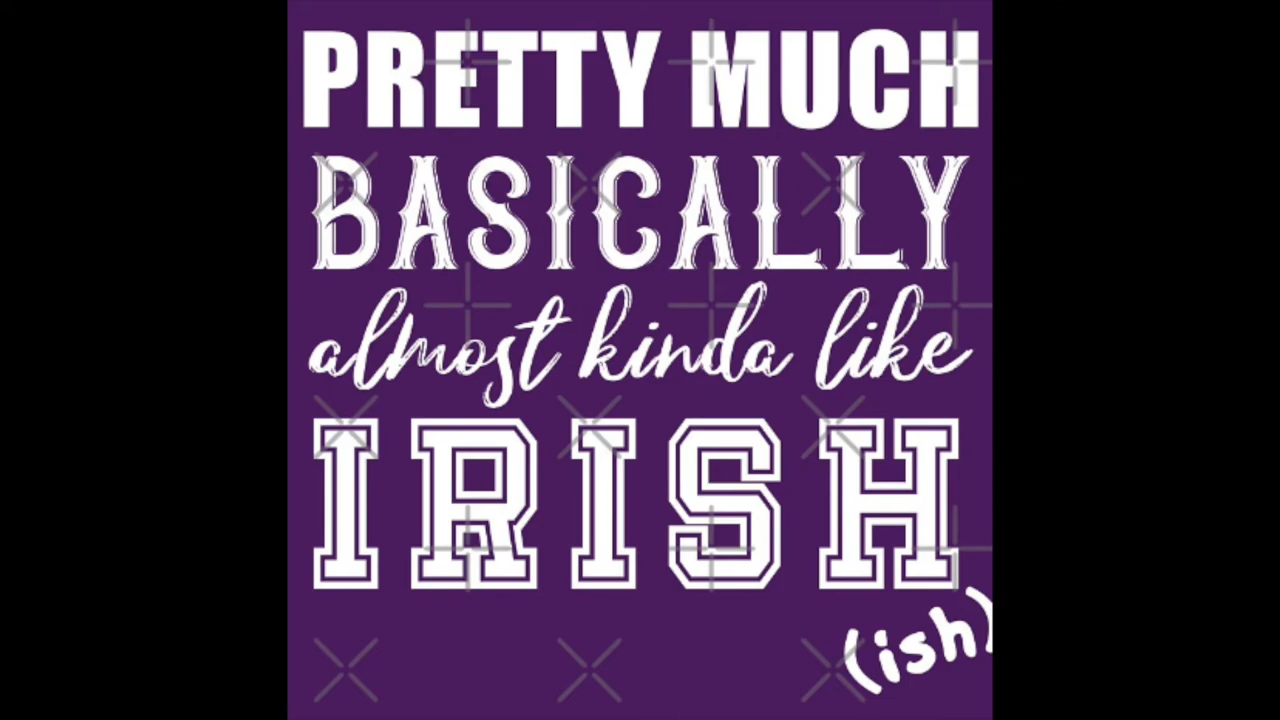 PRETTY MUCH
BASICALLY
almost kinda like
IRISH
(ish)